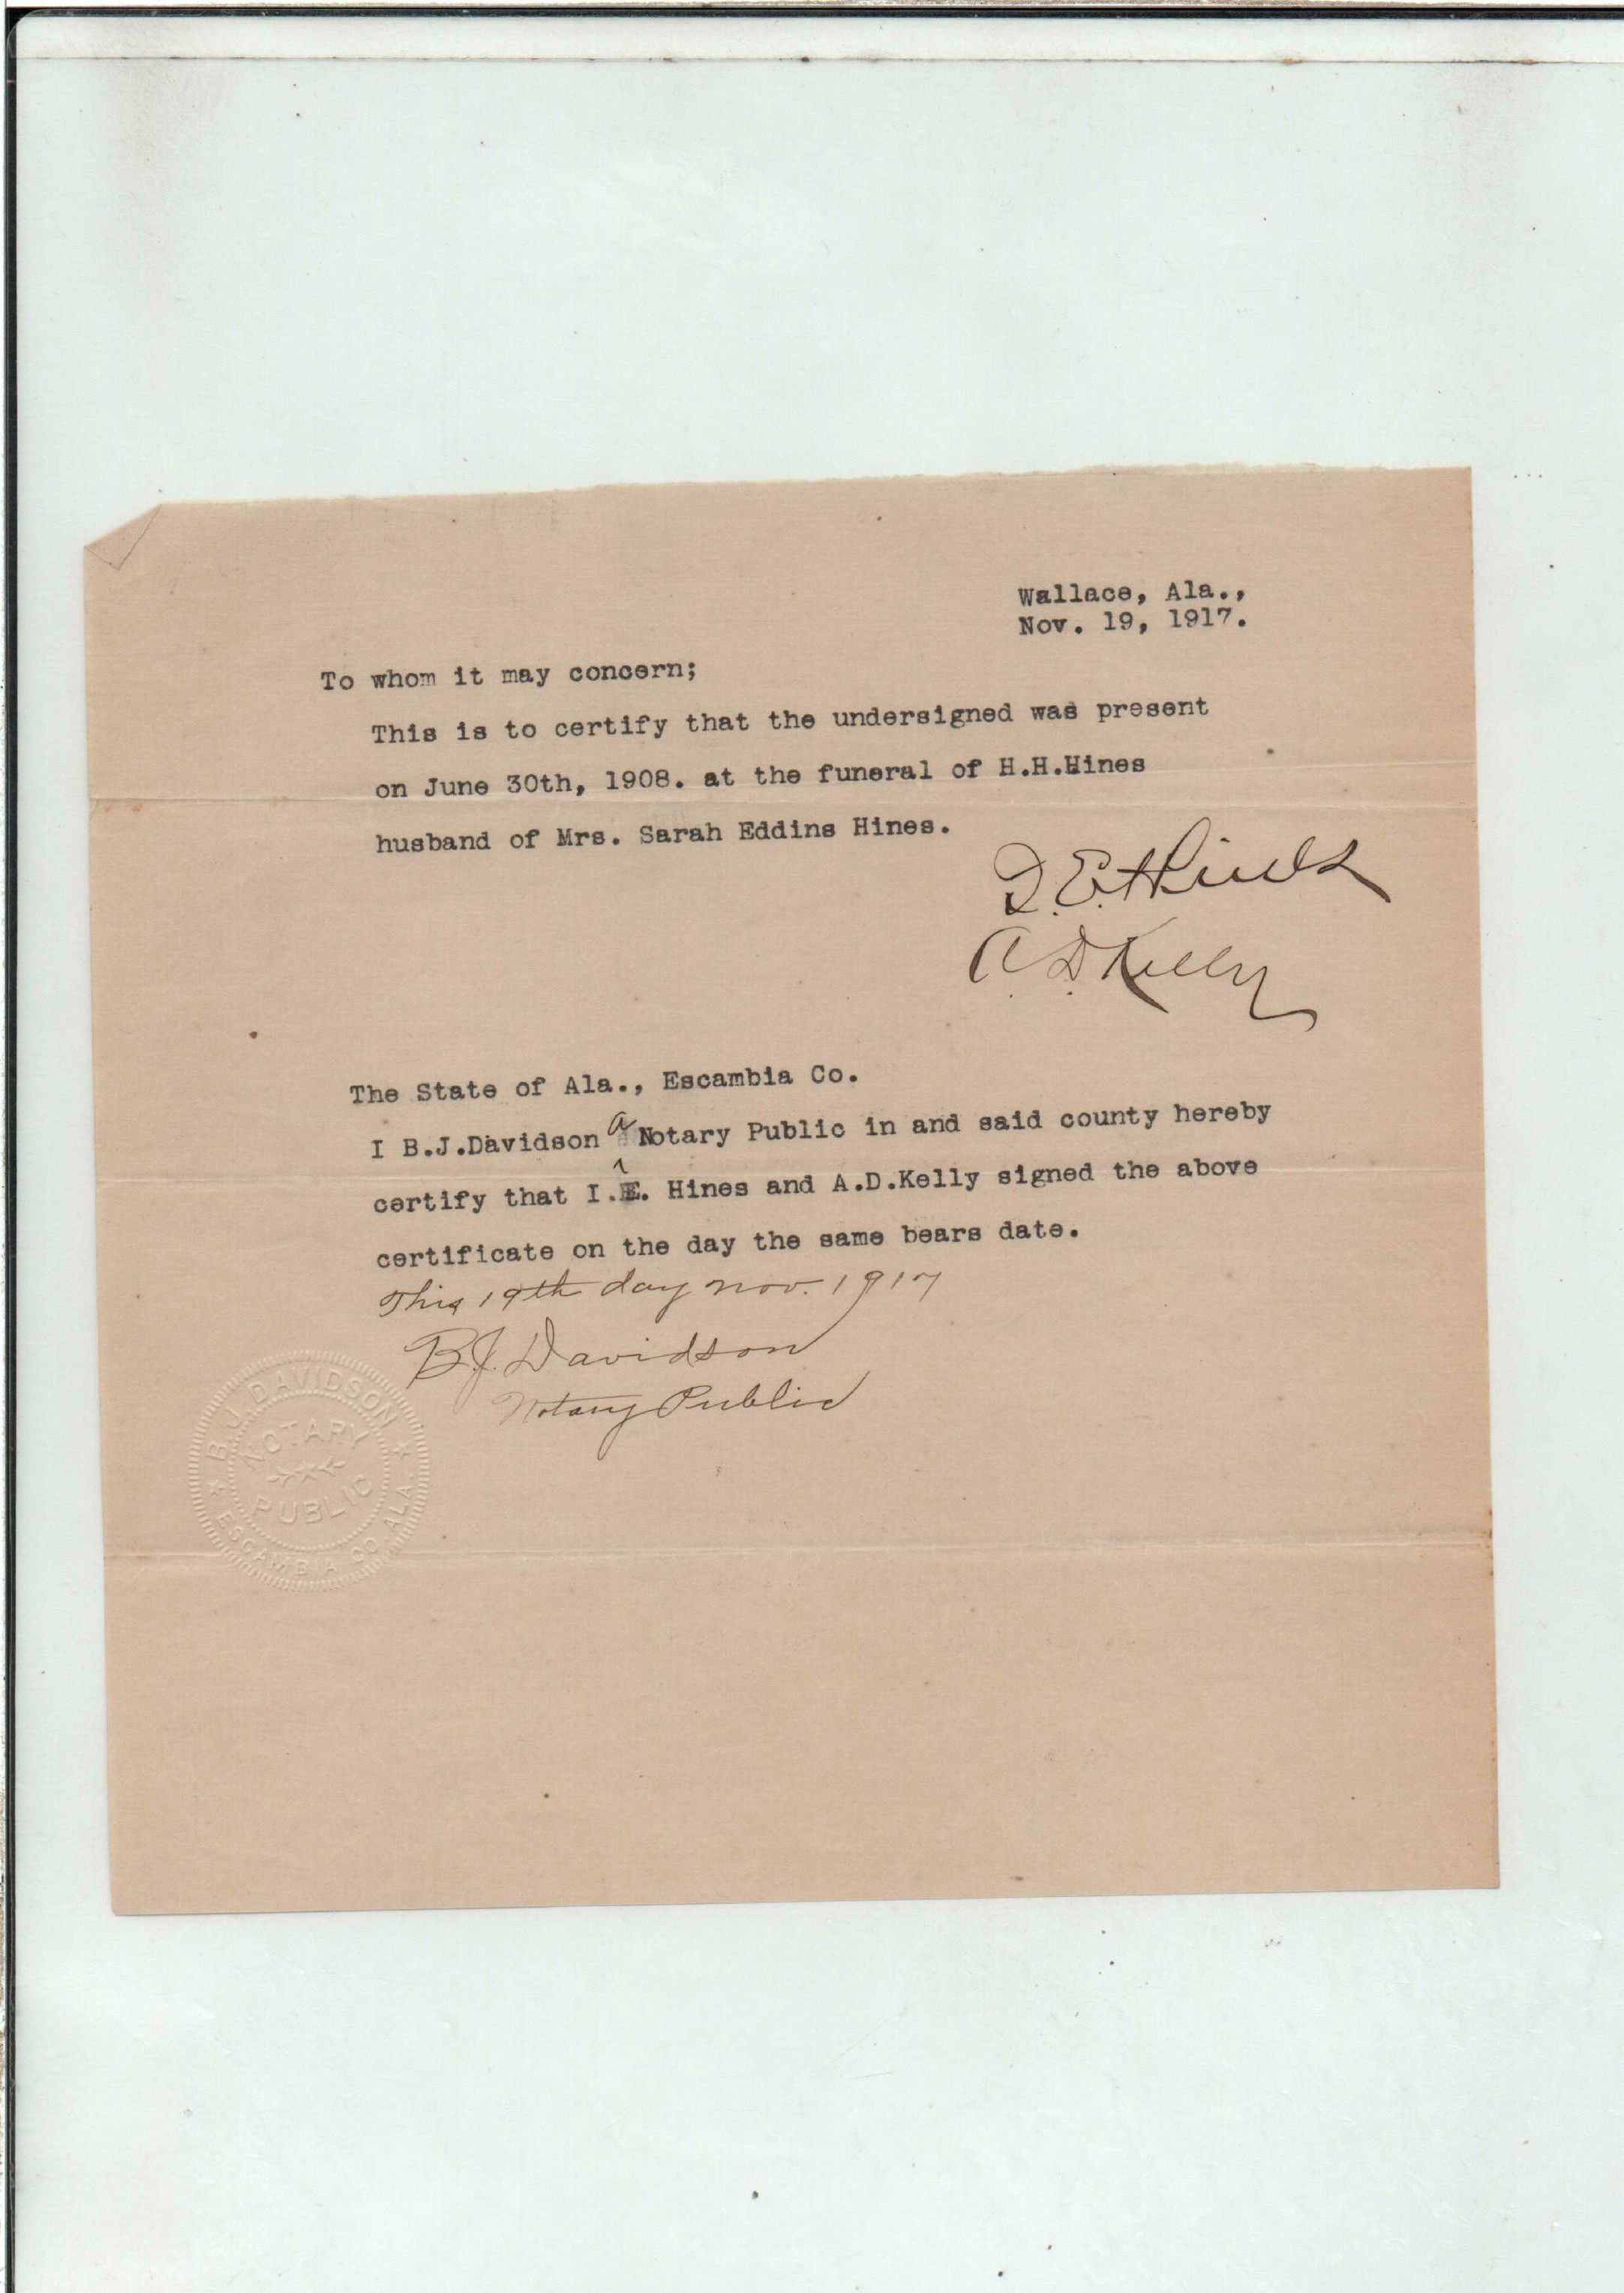 Wallace, Ala.,
Nov. 19, 1917.
To whom it may concern;
This is to certify that the undersigned was present
on June 30th, 1908. at the funeral of H.H.Hines
husband of Mrs. Sarah Eddins Hines.
I.E. Hines
A.D. Kelly
The State of Ala., Escambia Co.
I B.J.Davidson a Notary Public in and said county hereby
certify that I.E. Hines and A.D.Kelly signed the above
certificate on the day the same bears date.
This 19th day nov. 1917
B.J. Davidson
Notary Public
B.J. DAVIDSON
NOTARY
PUBLIC
ESCAMBIA CO. ALA.